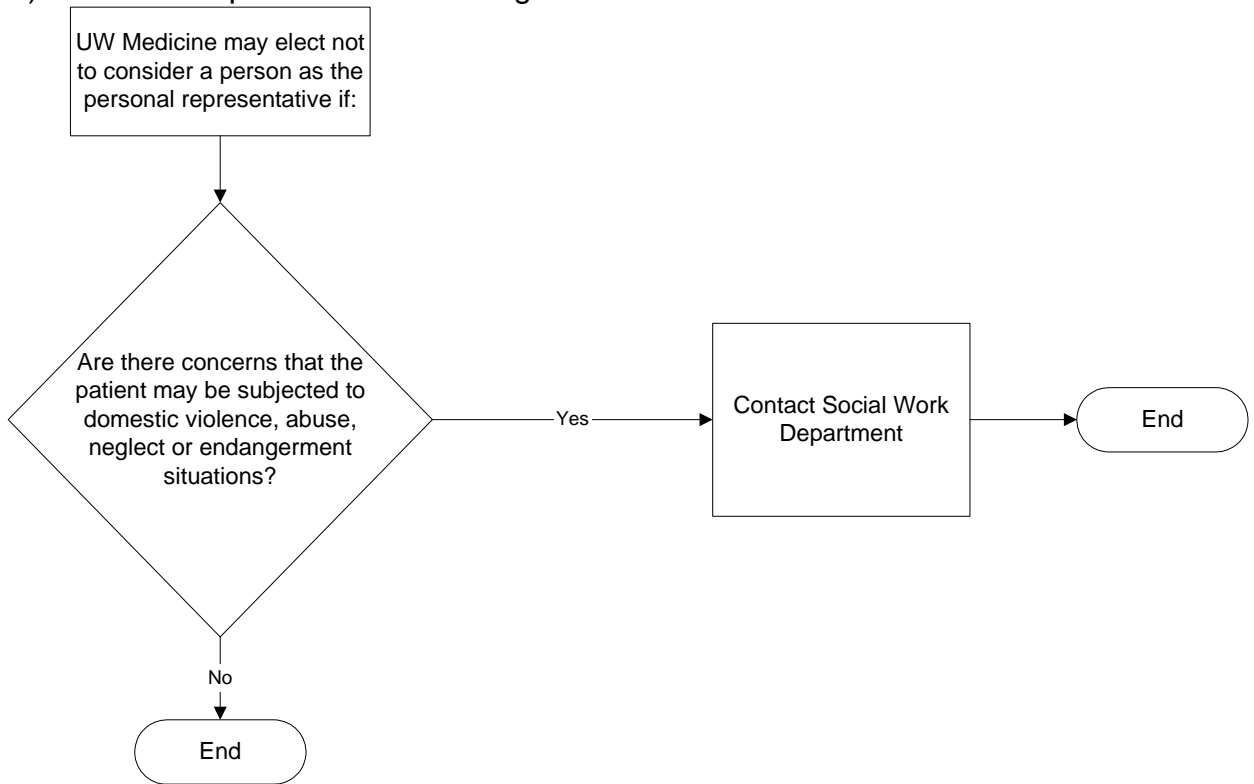 UW Medicine may elect not
to consider a person as the
personal representative if:
Are there concerns that the
patient may be subjected to
domestic violence, abuse,
neglect or endangerment
situations?
Yes
Contact Social Work
Department
End
No
End